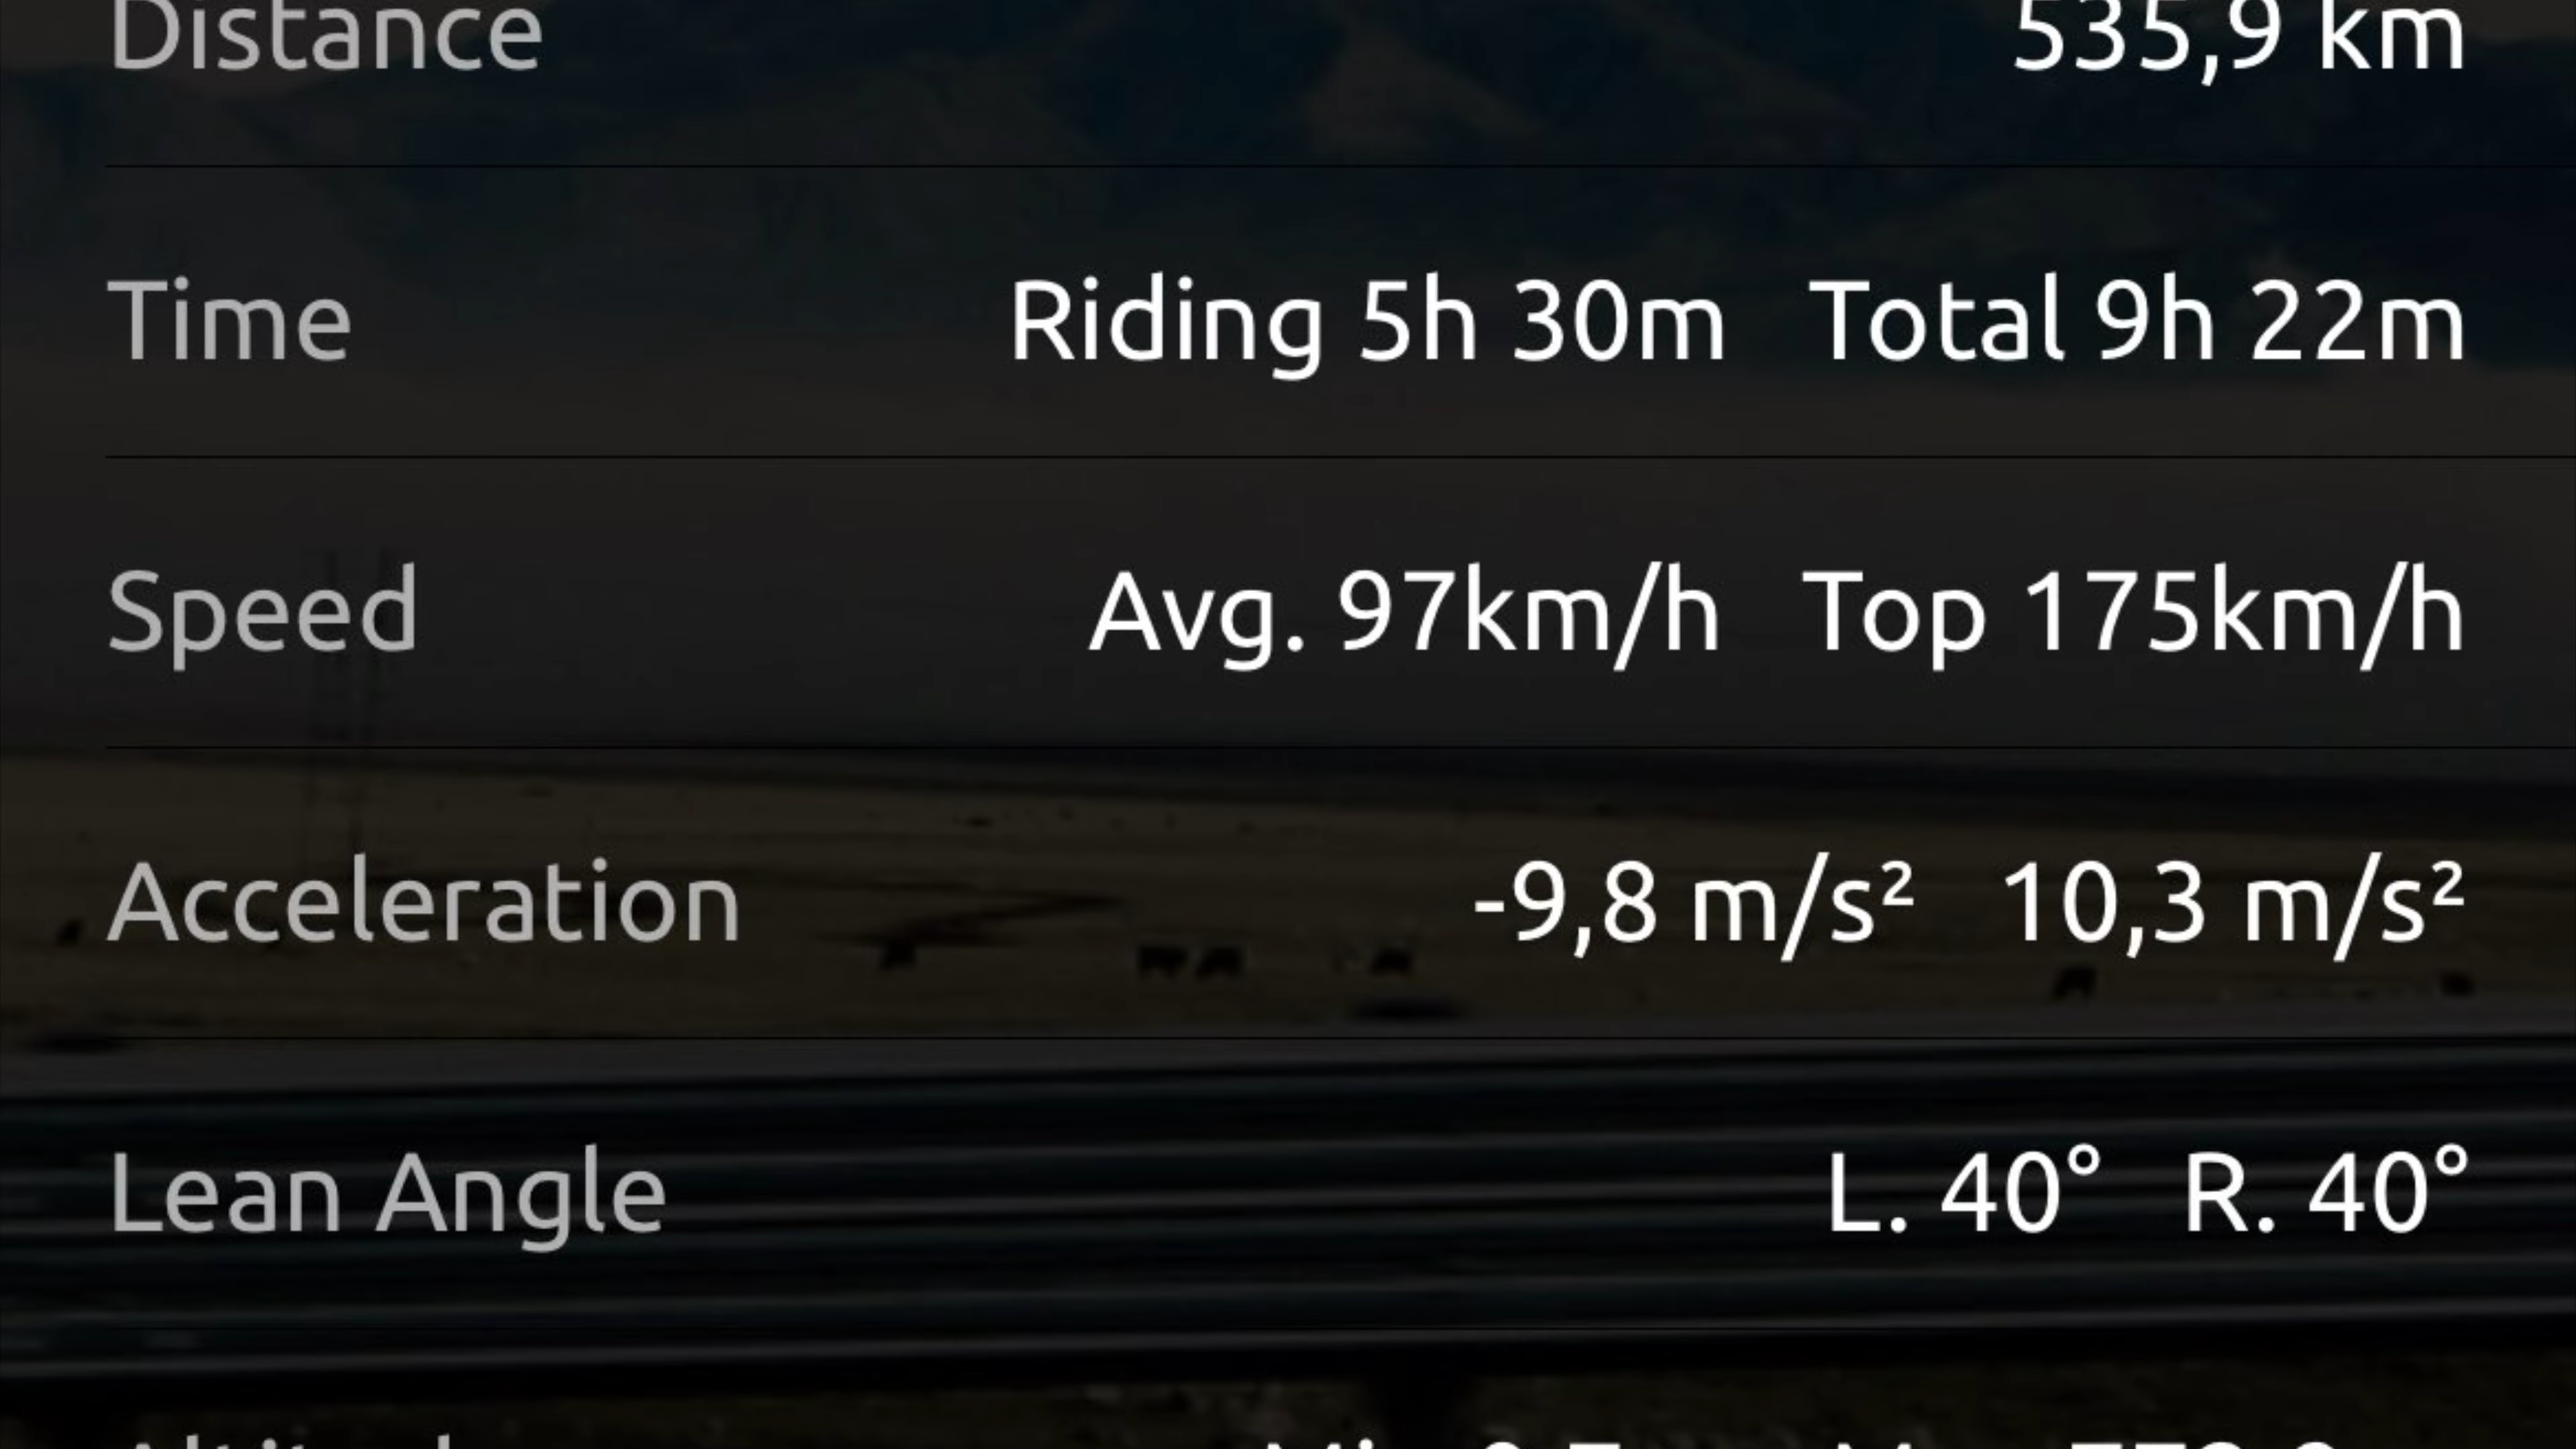 Distance 535,9 km
Time Riding 5h 30m Total 9h 22m
Speed Avg. 97km/h Top 175km/h
Acceleration -9,8 m/s² 10,3 m/s²
Lean Angle L. 40° R. 40°